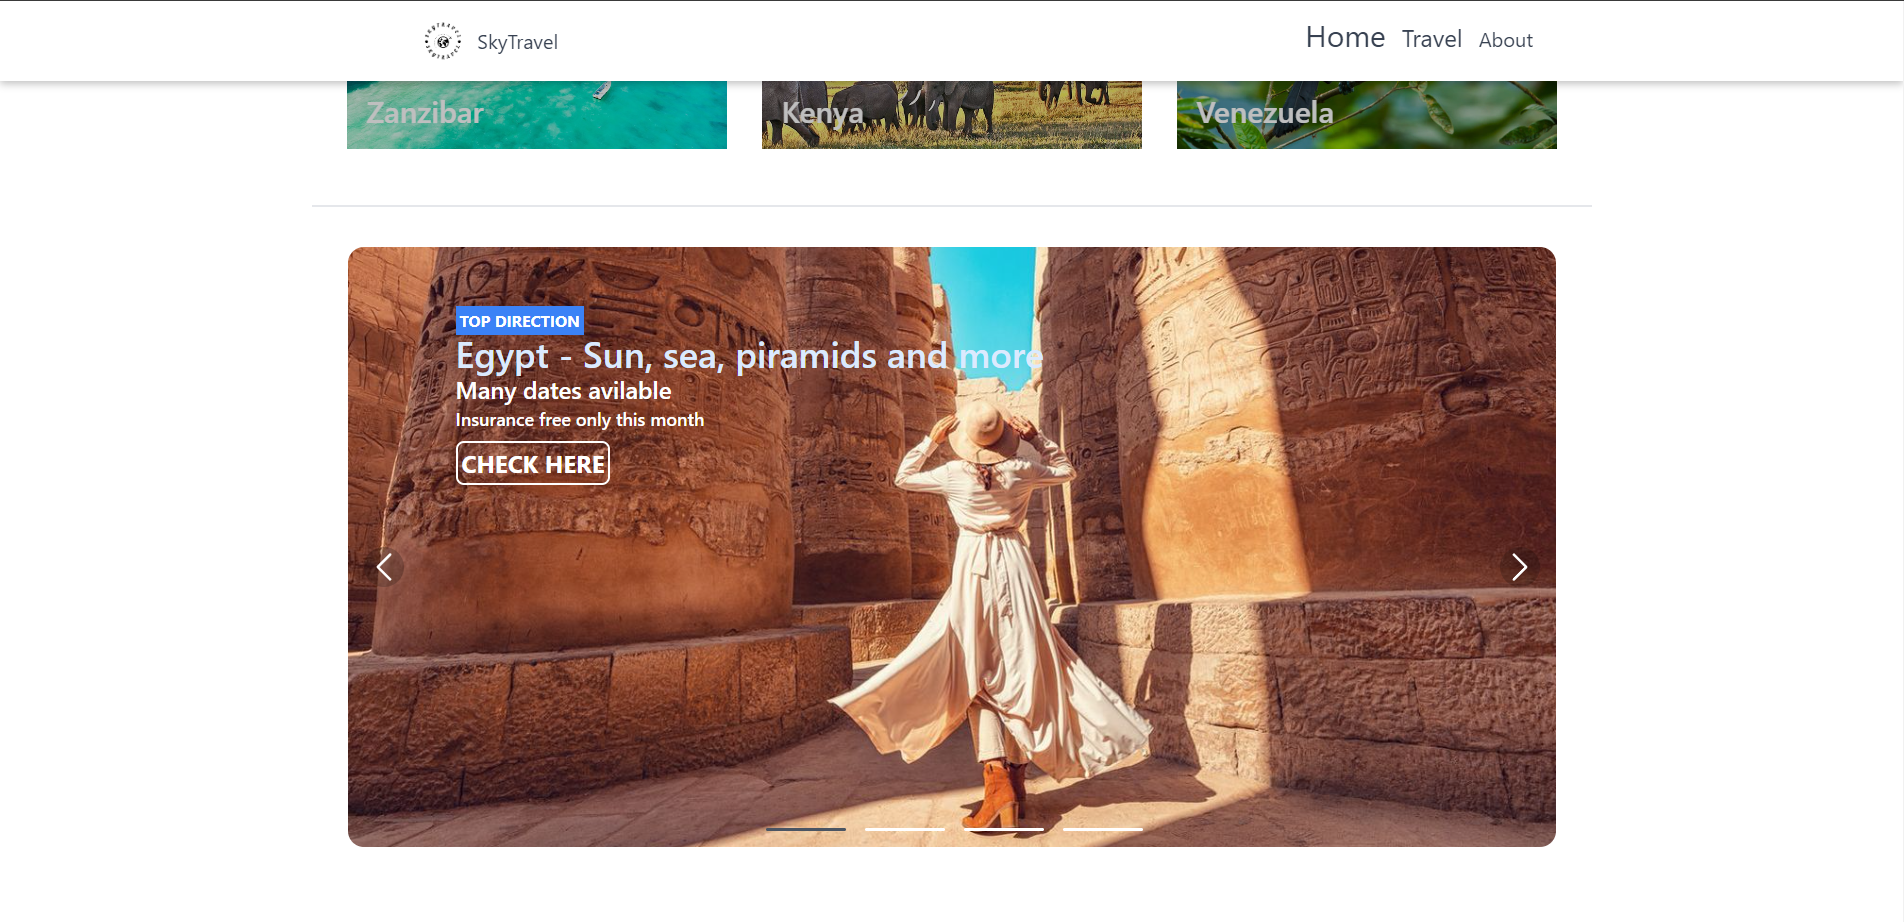 SkyTravel
Home Travel About
Zanzibar
Kenya
Venezuela
TOP DIRECTION
Egypt - Sun, sea, piramids and more
Many dates avilable
Insurance free only this month
CHECK HERE